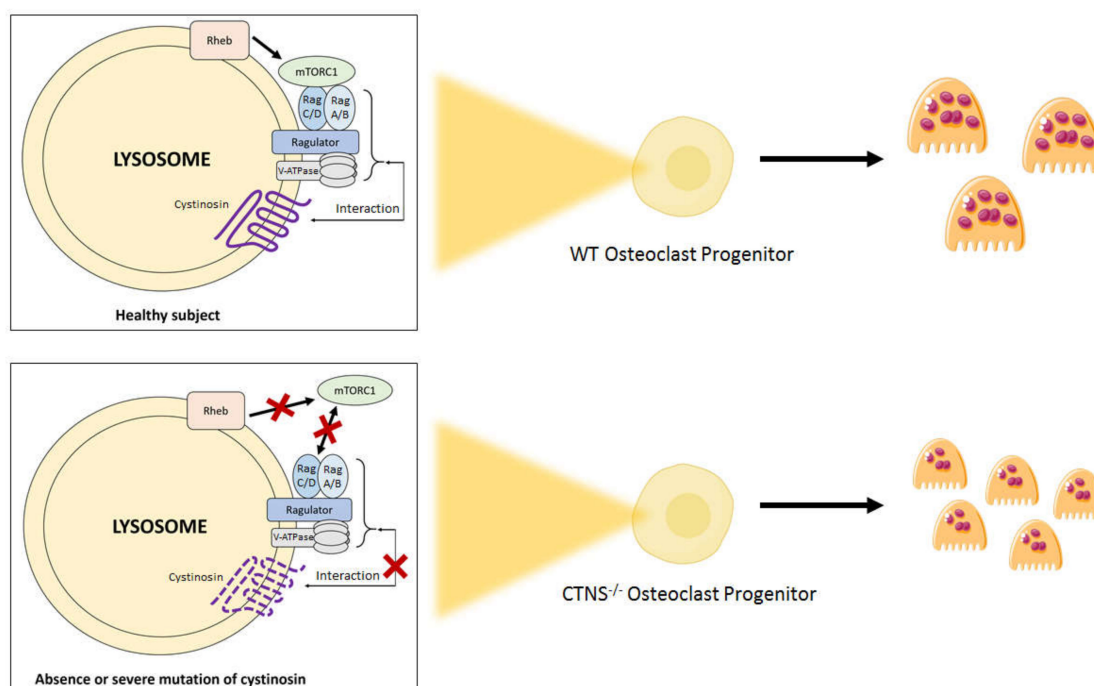 Rheb
mTORC1
Rag
C/D
Rag
A/B
LYSOSOME
Ragulator
V-ATPase
Cystinosin
Interaction
Healthy subject
WT Osteoclast Progenitor
Rheb
mTORC1
Rag
C/D
Rag
A/B
LYSOSOME
Ragulator
V-ATPase
Cystinosin
Interaction
Absence or severe mutation of cystinosin
CTNS-/- Osteoclast Progenitor